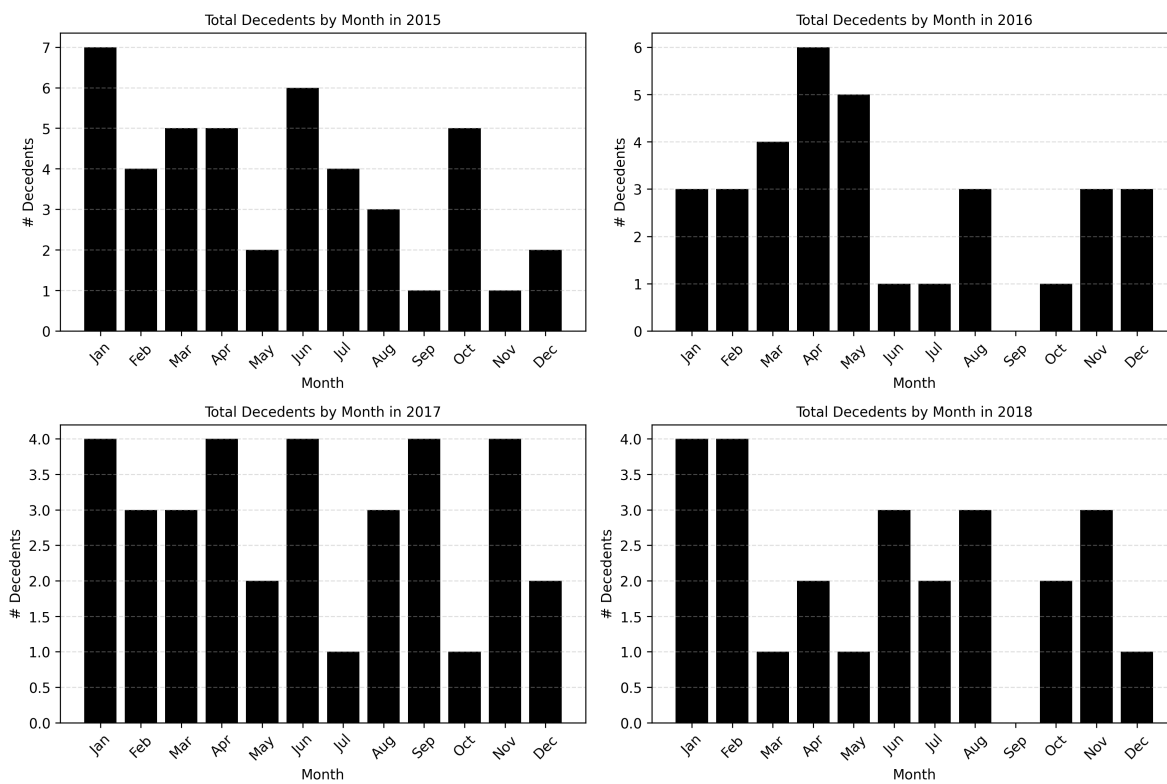 Total Decedents by Month in 2015
# Decedents
7
6
5
4
3
2
1
0
Jan Feb Mar Apr May Jun Jul Aug Sep Oct Nov Dec
Month
Total Decedents by Month in 2016
# Decedents
6
5
4
3
2
1
0
Jan Feb Mar Apr May Jun Jul Aug Sep Oct Nov Dec
Month
Total Decedents by Month in 2017
# Decedents
4.0
3.5
3.0
2.5
2.0
1.5
1.0
0.5
0.0
Jan Feb Mar Apr May Jun Jul Aug Sep Oct Nov Dec
Month
Total Decedents by Month in 2018
# Decedents
4.0
3.5
3.0
2.5
2.0
1.5
1.0
0.5
0.0
Jan Feb Mar Apr May Jun Jul Aug Sep Oct Nov Dec
Month